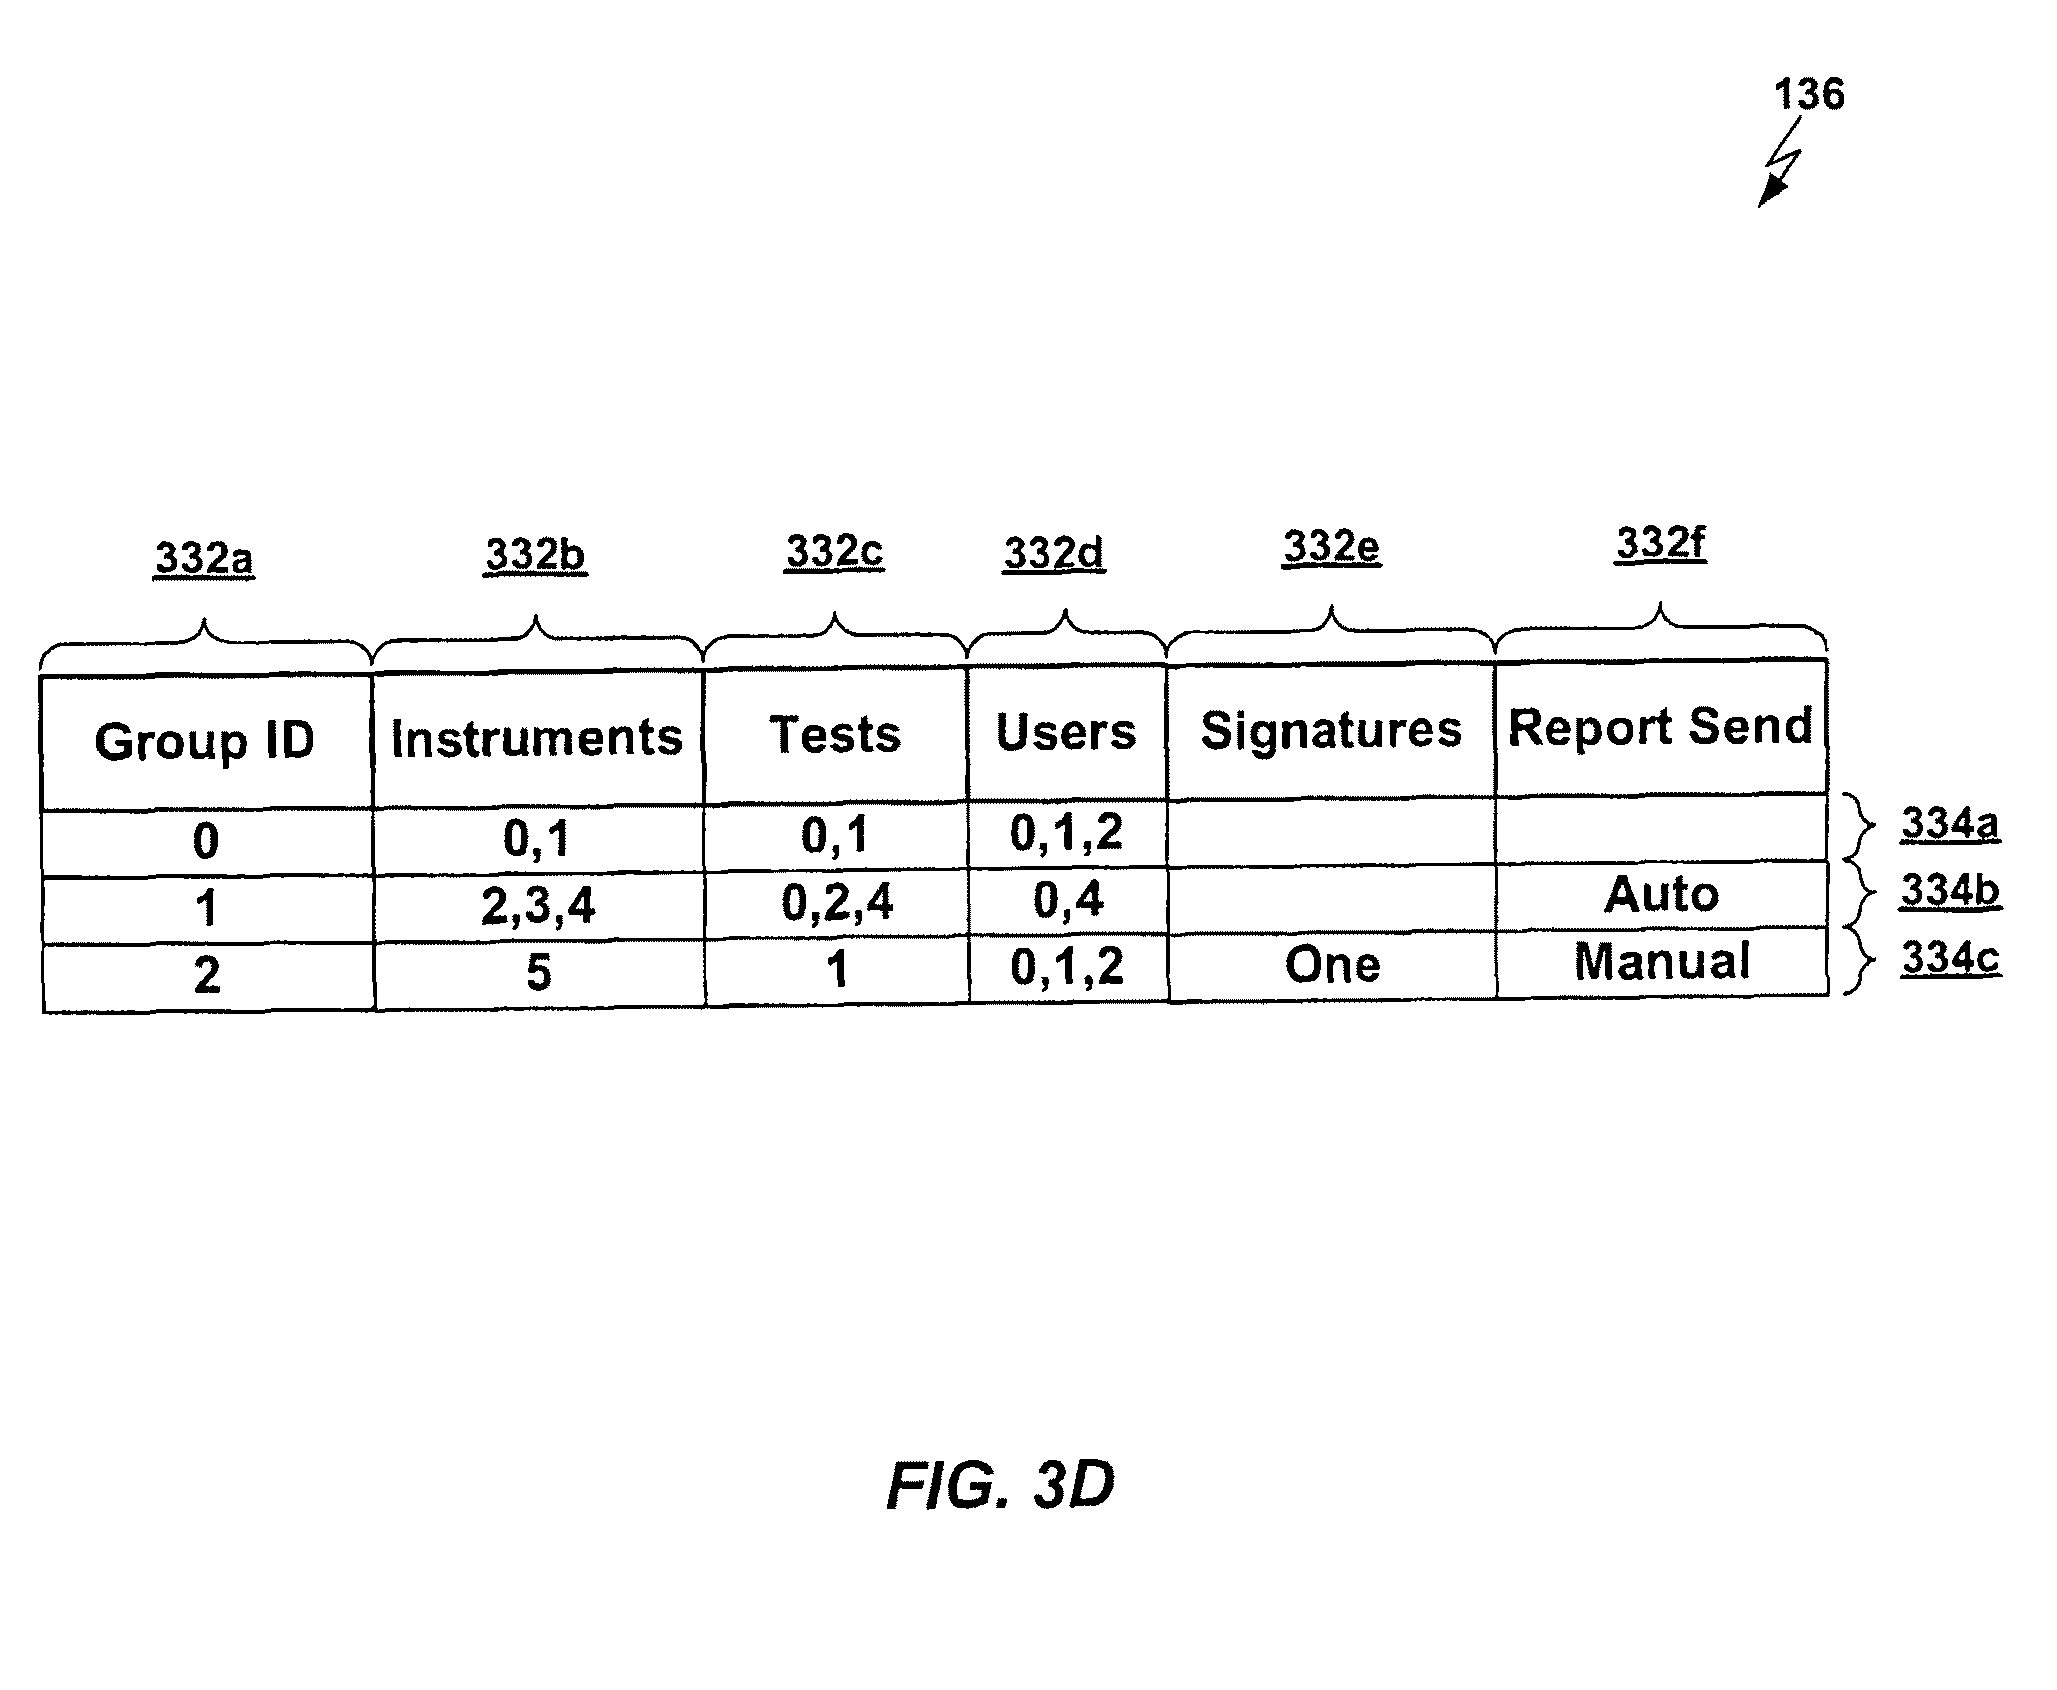 136
332a 332b 332c 332d 332e 332f
Group ID Instruments Tests Users Signatures Report Send
0 0,1 0,1 0,1,2 334a
1 2,3,4 0,2,4 0,4 Auto 334b
2 5 1 0,1,2 One Manual 334c
FIG. 3D